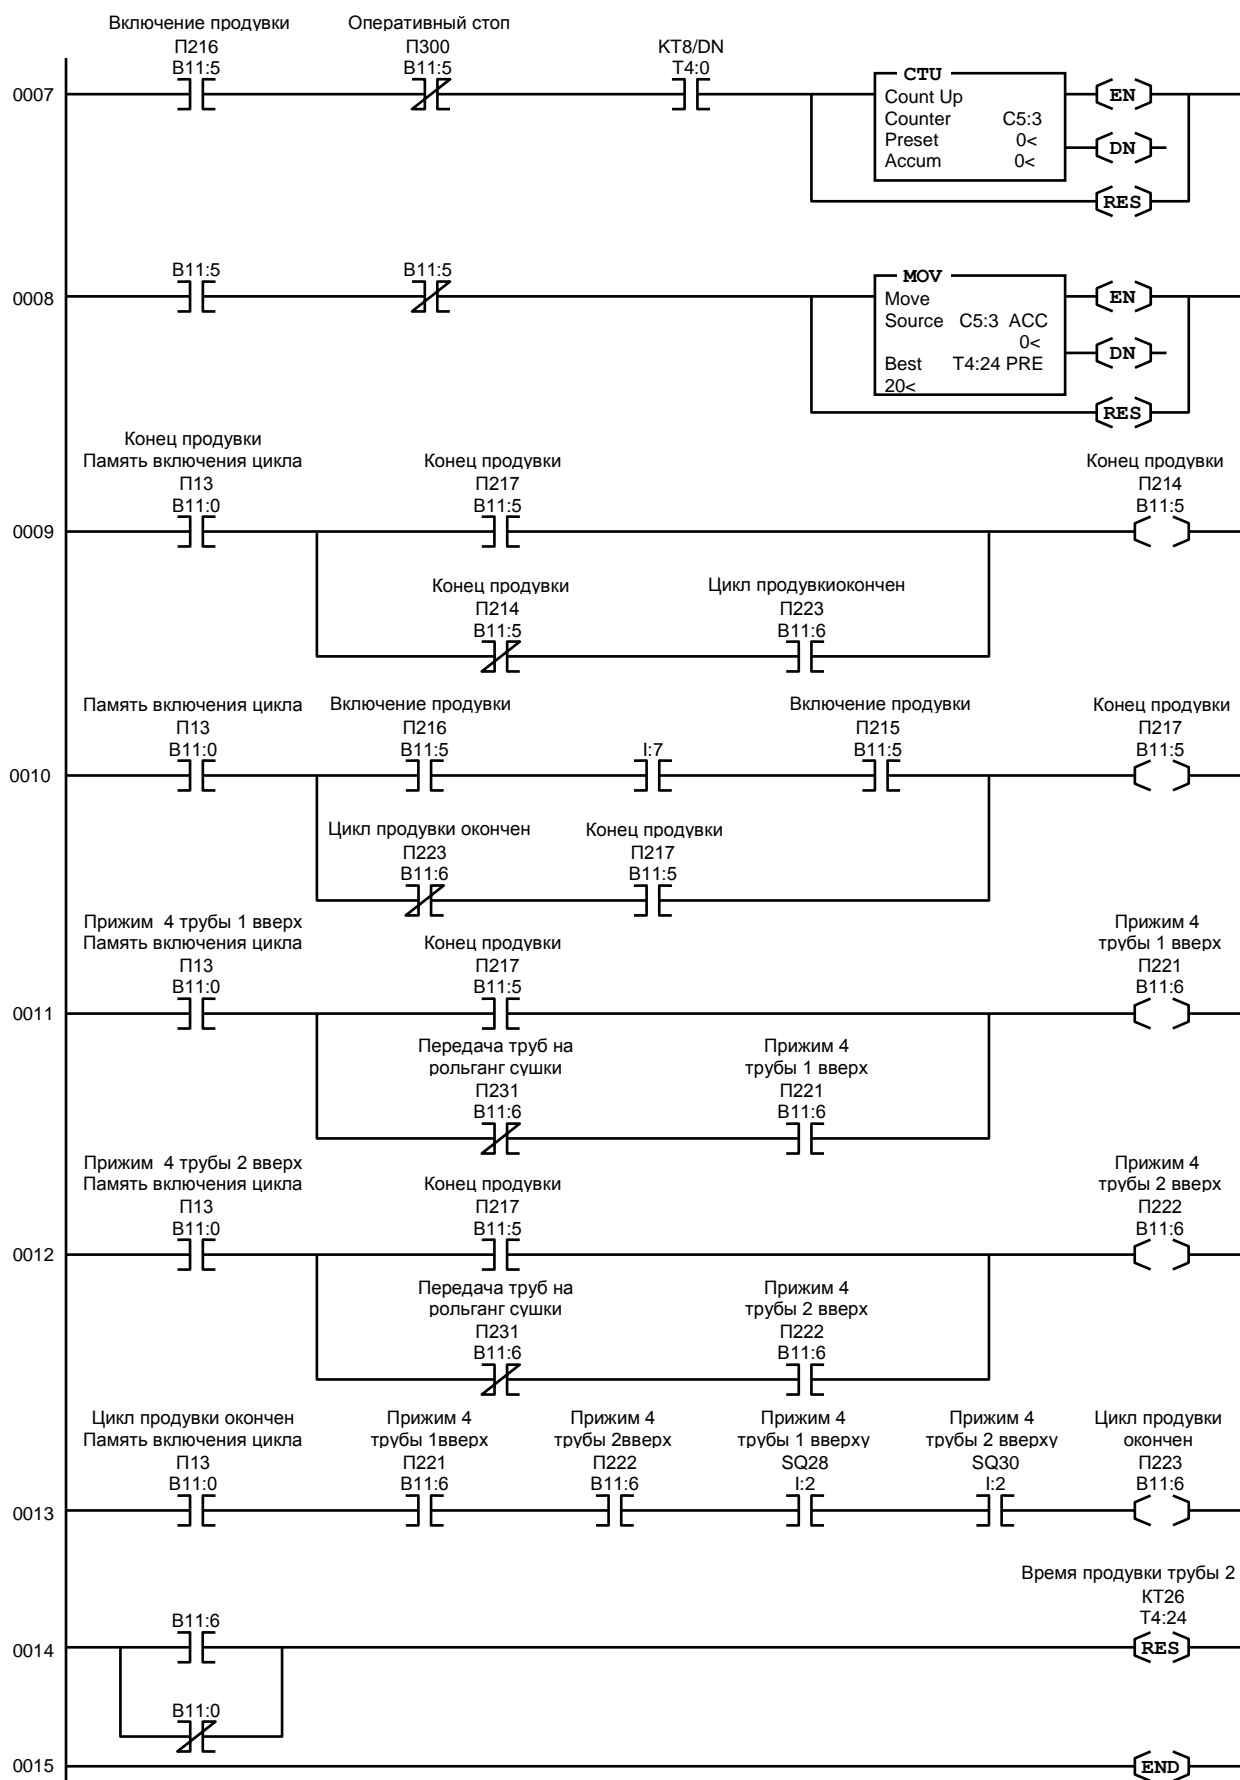 Включение продувки Оперативный стоп
П216 П300 KT8/DN
B11:5 B11:5 T4:0
0007
CTU
Count Up
Counter C5:3
Preset 0<
Accum 0<
EN
DN
RES
B11:5 B11:5
0008
MOV
Move
Source C5:3 ACC
0<
Best T4:24 PRE
20<
EN
DN
RES
Конец продувки
Память включения цикла Конец продувки Конец продувки
П13 П217 П214
B11:0 B11:5 B11:5
0009
Конец продувки Цикл продувкиокончен
П214 П223
B11:5 B11:6
Память включения цикла Включение продувки Включение продувки Конец продувки
П13 П216 П215 П217
B11:0 B11:5 I:7 B11:5 B11:5
0010
Цикл продувки окончен Конец продувки
П223 П217
B11:6 B11:5
Прижим 4 трубы 1 вверх Прижим 4
Память включения цикла Конец продувки трубы 1 вверх
П13 П217 П221
B11:0 B11:5 B11:6
0011
Передача труб на Прижим 4
рольганг сушки трубы 1 вверх
П231 П221
B11:6 B11:6
Прижим 4 трубы 2 вверх Прижим 4
Память включения цикла Конец продувки трубы 2 вверх
П13 П217 П222
B11:0 B11:5 B11:6
0012
Передача труб на Прижим 4
рольганг сушки трубы 2 вверх
П231 П222
B11:6 B11:6
Цикл продувки окончен Прижим 4 Прижим 4 Прижим 4 Прижим 4 Цикл продувки
Память включения цикла трубы 1вверх трубы 2вверх трубы 1 вверху трубы 2 вверху окончен
П13 П221 П222 SQ28 SQ30 П223
B11:0 B11:6 B11:6 I:2 I:2 B11:6
0013
Время продувки трубы 2
КТ26
B11:6 T4:24
0014 RES
B11:0
0015 END